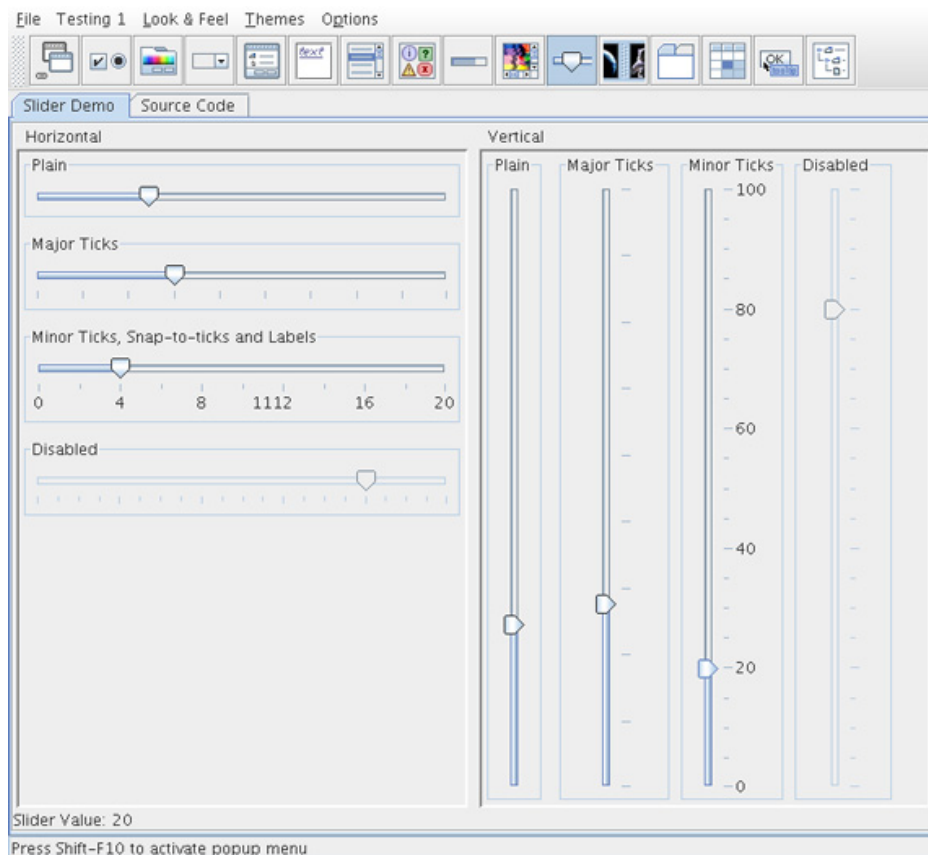 File Testing 1 Look & Feel Themes Options
text
OK
Slider Demo Source Code
Horizontal
Plain
Major Ticks
Minor Ticks, Snap-to-ticks and Labels
0 4 8 1112 16 20
Disabled
Vertical
Plain Major Ticks Minor Ticks Disabled
100
80
60
40
20
0
Slider Value: 20
Press Shift-F10 to activate popup menu